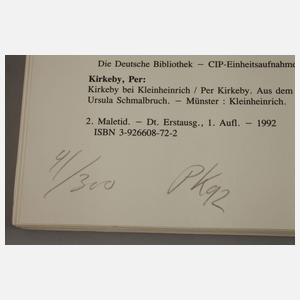 Die Deutsche Bibliothek – CIP-Einheitsaufnahme
Kirkeby, Per:
Kirkeby bei Kleinheinrich / Per Kirkeby. Aus dem
Ursula Schmalbruch. – Münster : Kleinheinrich.
2. Maletid. – Dt. Erstausg., 1. Aufl. – 1992
ISBN 3-926608-72-2
4/300 PK92